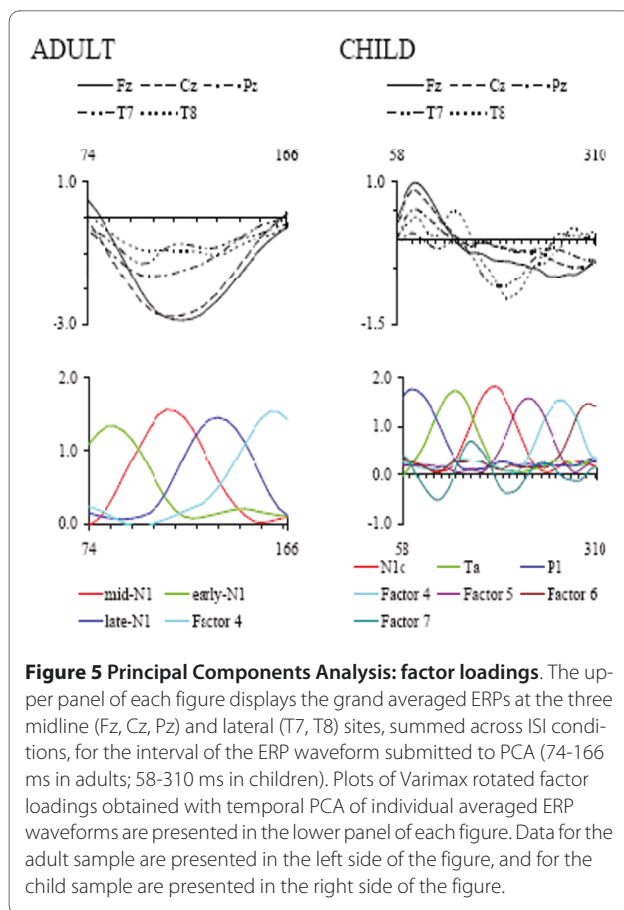 ADULT
CHILD
Fz Cz Pz
T7 T8
Fz Cz Pz
T7 T8
74 166
58 310
1.0
-3.0
1.0
-1.5
2.0
1.0
0.0
74 166
2.0
1.0
0.0
-1.0
58 310
mid-N1 early-N1
late-N1 Factor 4
N1c Ta P1
Factor 4 Factor 5 Factor 6
Factor 7
Figure 5 Principal Components Analysis: factor loadings. The up-
per panel of each figure displays the grand averaged ERPs at the three
midline (Fz, Cz, Pz) and lateral (T7, T8) sites, summed across ISI condi-
tions, for the interval of the ERP waveform submitted to PCA (74-166
ms in adults; 58-310 ms in children). Plots of Varimax rotated factor
loadings obtained with temporal PCA of individual averaged ERP
waveforms are presented in the lower panel of each figure. Data for the
adult sample are presented in the left side of the figure, and for the
child sample are presented in the right side of the figure.